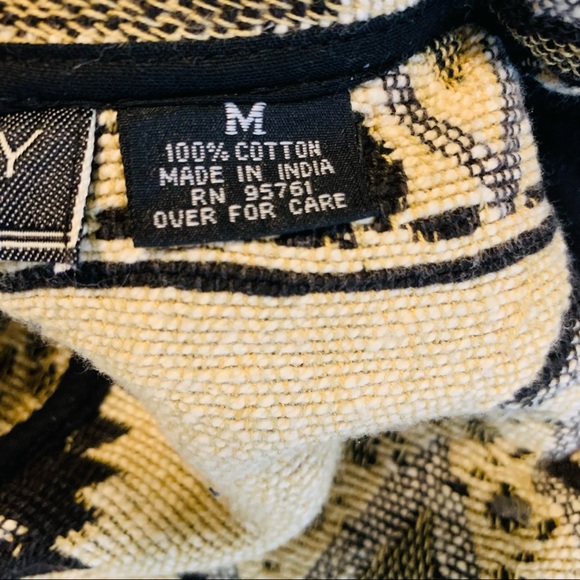 Y
M
100% COTTON
MADE IN INDIA
RN 95761
OVER FOR CARE